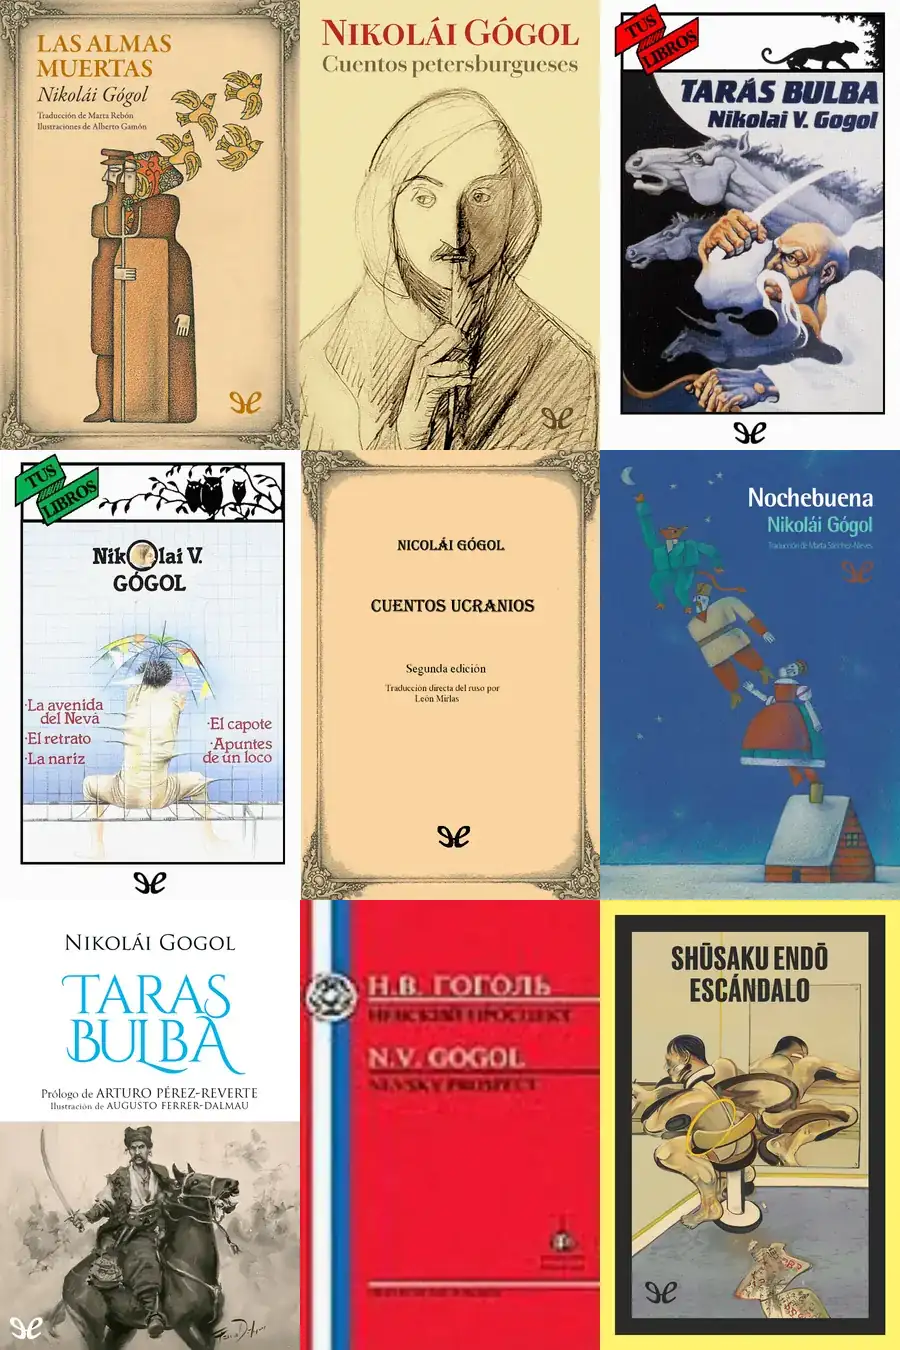 LAS ALMAS
MUERTAS
Nikolái Gógol
Traducción de Marta Rebón
Ilustraciones de Alberto Gamón
NIKOLÁI GÓGOL
Cuentos petersburgueses
TUS
LIBROS
TARÁS BULBA
Nikolai V. Gogol
TUS
LIBROS
Nikolai V.
GÓGOL
·La avenida
del Neva
·El retrato
·La nariz
·El capote
·Apuntes
de un loco
NICOLÁI GÓGOL
CUENTOS UCRANIOS
Segunda edición
Traducción directa del ruso por
León Mirlas
Nochebuena
Nikolái Gógol
Traducción de Marta Sánchez-Nieves
NIKOLÁI GOGOL
TARAS
BULBA
Prólogo de ARTURO PÉREZ-REVERTE
Ilustración de AUGUSTO FERRER-DALMAU
Н.В. ГОГОЛЬ
НЕВСКИЙ ПРОСПЕКТ
N.V. GOGOL
NEVSKY PROSPECT
SHŪSAKU ENDŌ
ESCÁNDALO